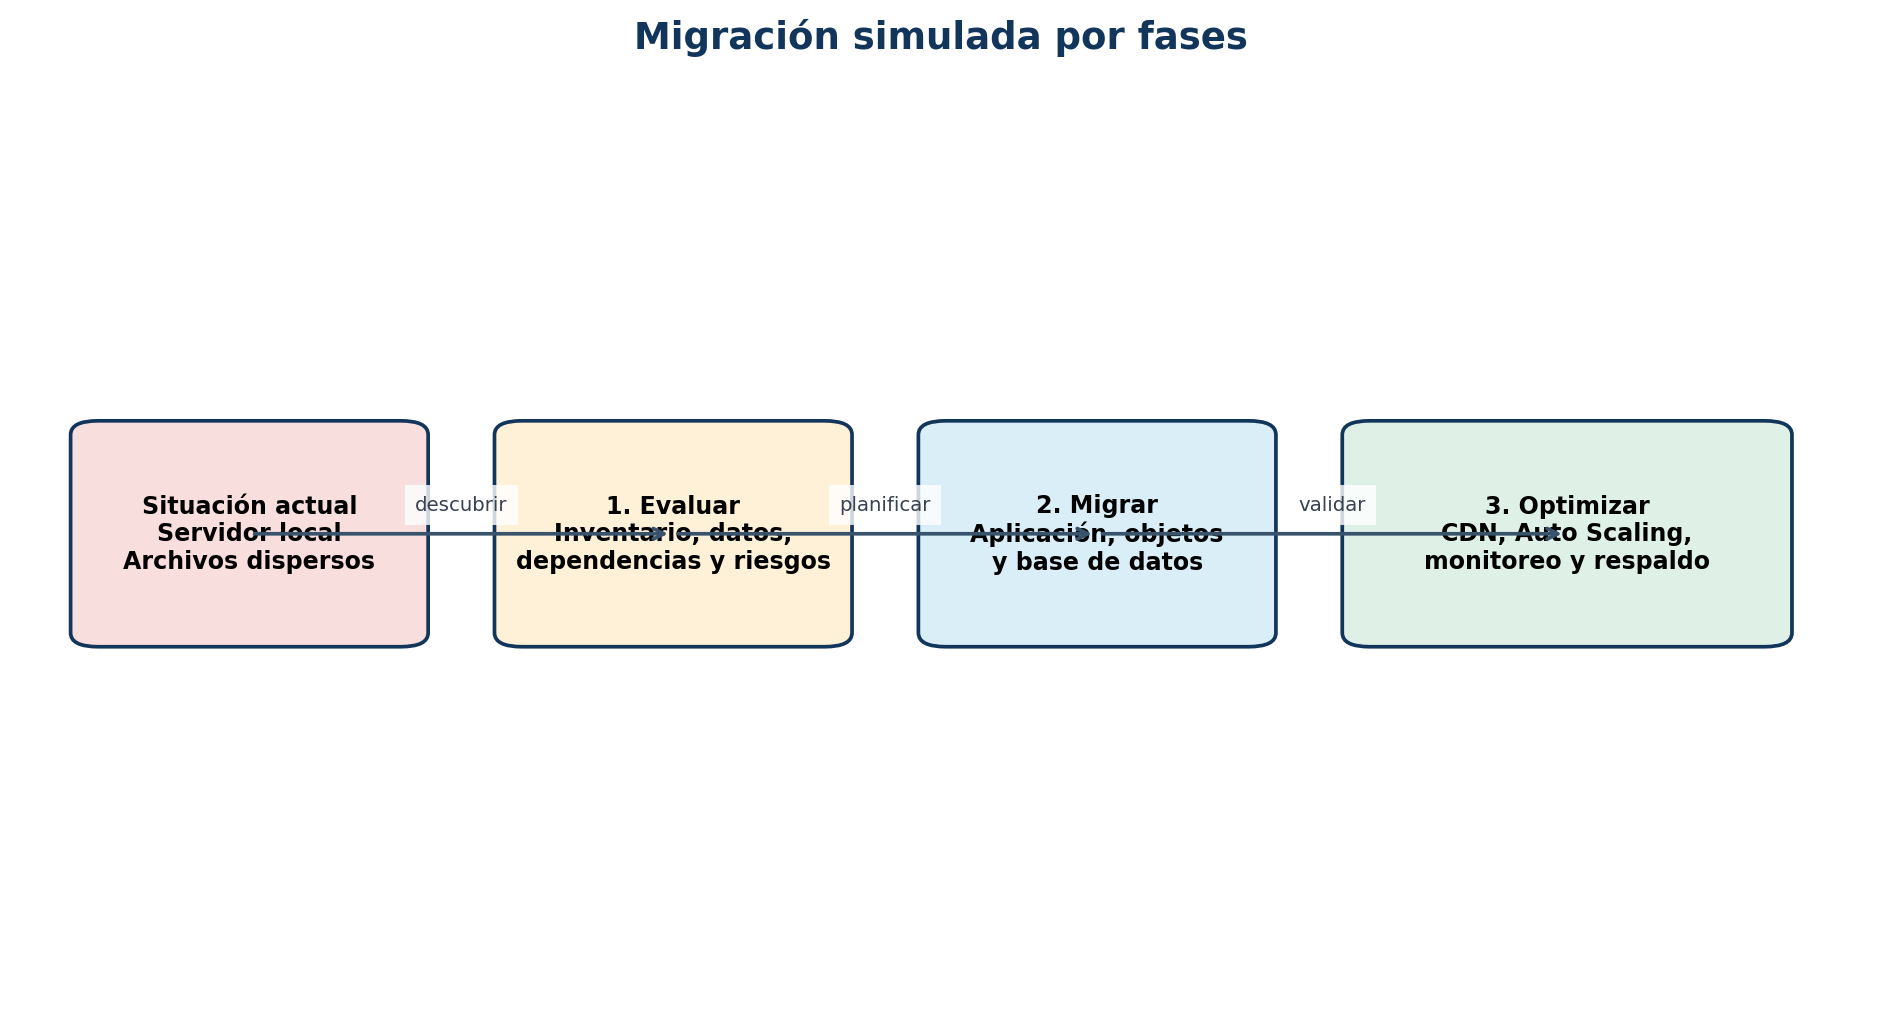 Migración simulada por fases
Situación actual
Servidor local
Archivos dispersos
descubrir
1. Evaluar
Inventario, datos,
dependencias y riesgos
planificar
2. Migrar
Aplicación, objetos
y base de datos
validar
3. Optimizar
CDN, Auto Scaling,
monitoreo y respaldo